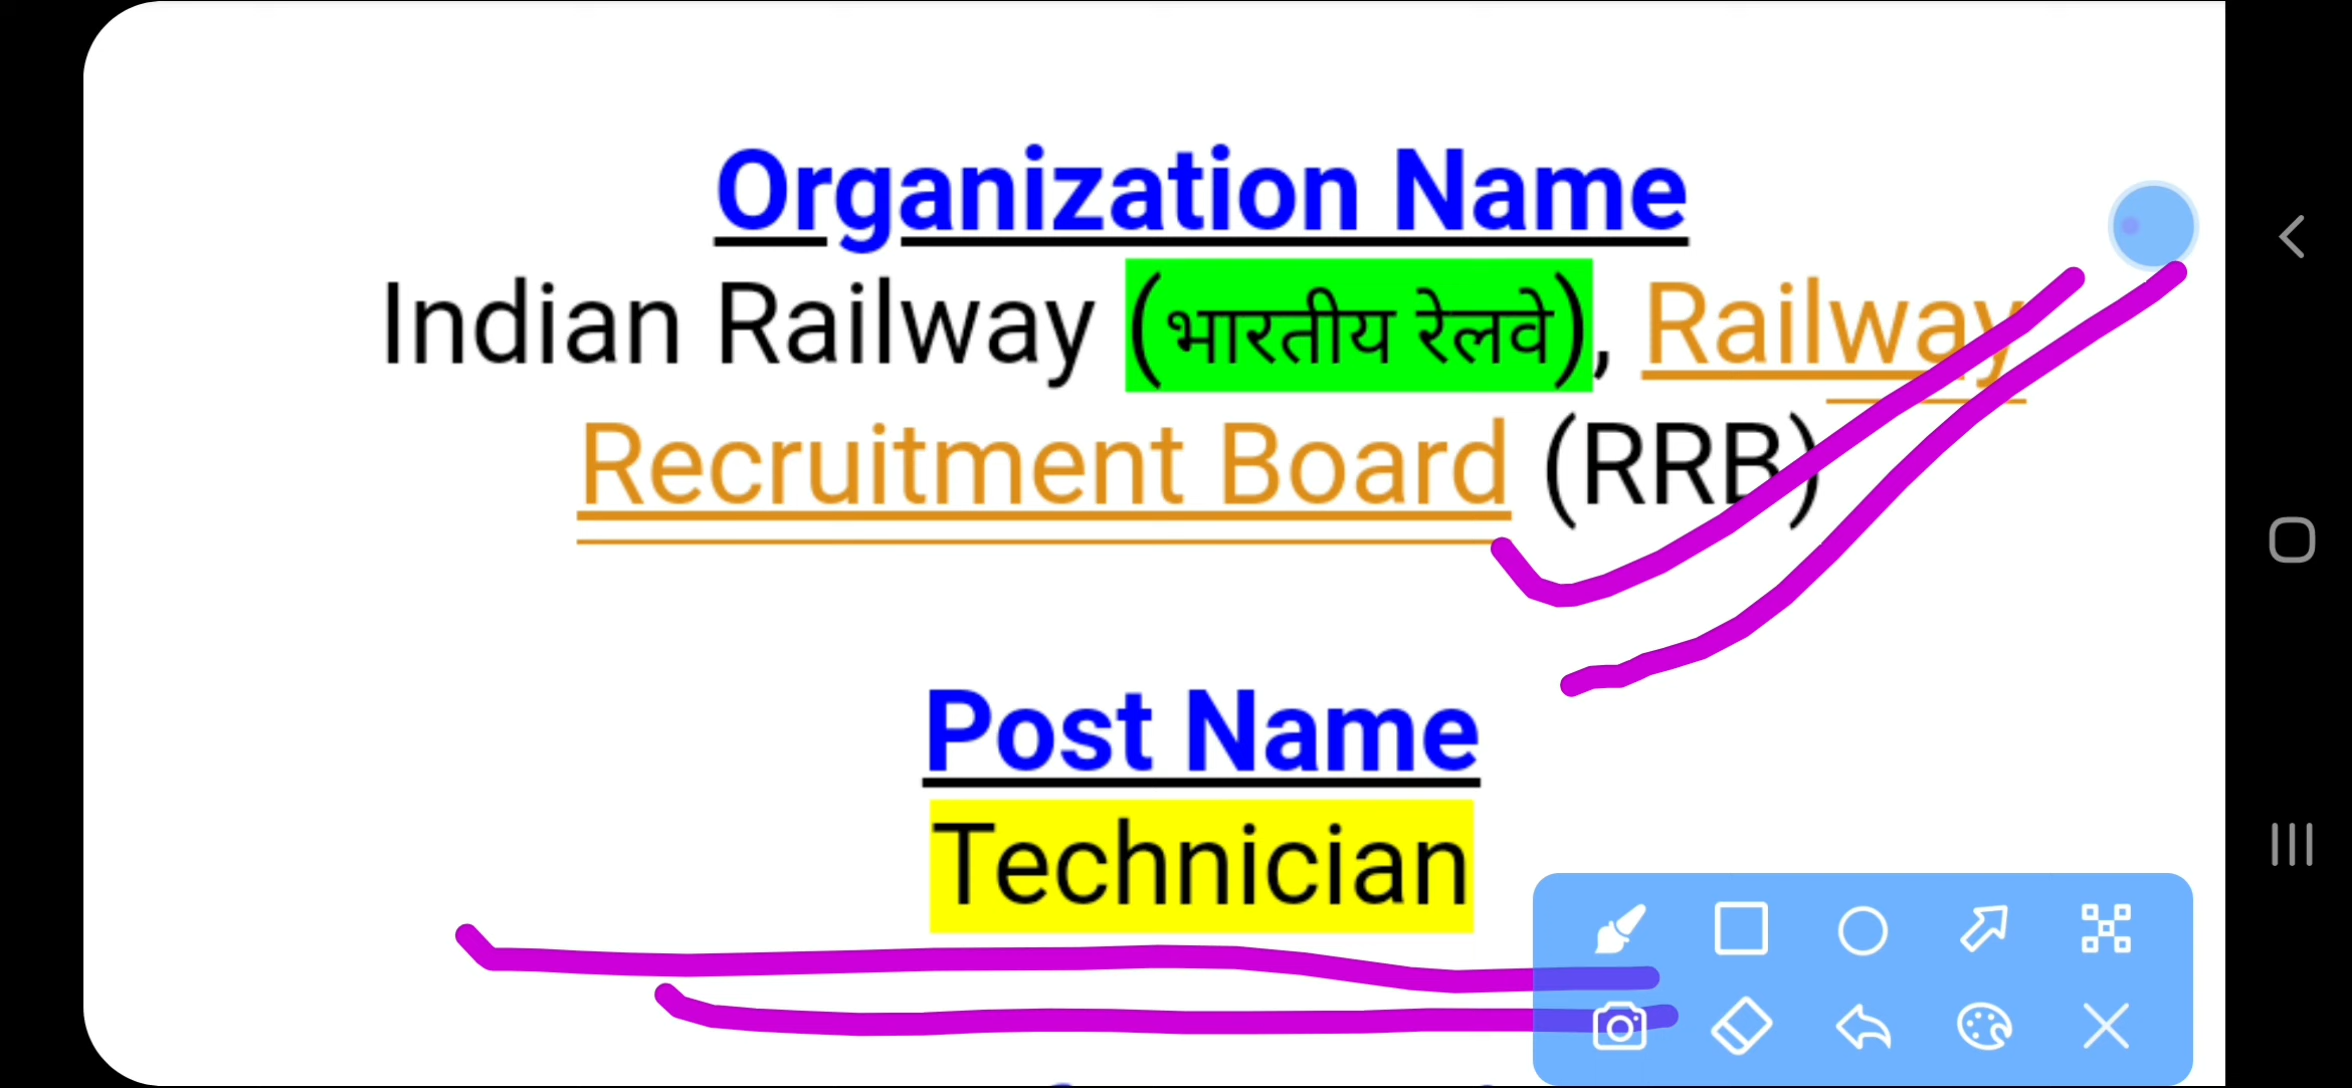 Organization Name
Indian Railway (भारतीय रेलवे), Railway
Recruitment Board (RRB)
Post Name
Technician